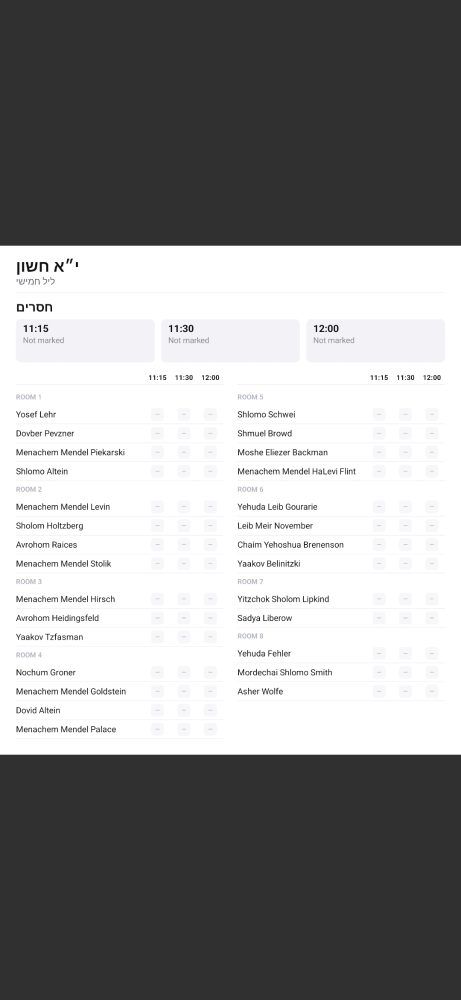 י״א חשון
ליל חמישי
חסרים
11:15
Not marked
11:30
Not marked
12:00
Not marked
11:15 11:30 12:00
ROOM 1
Yosef Lehr – – –
Dovber Pevzner – – –
Menachem Mendel Piekarski – – –
Shlomo Altein – – –
ROOM 2
Menachem Mendel Levin – – –
Sholom Holtzberg – – –
Avrohom Raices – – –
Menachem Mendel Stolik – – –
ROOM 3
Menachem Mendel Hirsch – – –
Avrohom Heidingsfeld – – –
Yaakov Tzfasman – – –
ROOM 4
Nochum Groner – – –
Menachem Mendel Goldstein – – –
Dovid Altein – – –
Menachem Mendel Palace – – –
11:15 11:30 12:00
ROOM 5
Shlomo Schwei – – –
Shmuel Browd – – –
Moshe Eliezer Backman – – –
Menachem Mendel HaLevi Flint – – –
ROOM 6
Yehuda Leib Gourarie – – –
Leib Meir November – – –
Chaim Yehoshua Brenenson – – –
Yaakov Belinitzki – – –
ROOM 7
Yitzchok Sholom Lipkind – – –
Sadya Liberow – – –
ROOM 8
Yehuda Fehler – – –
Mordechai Shlomo Smith – – –
Asher Wolfe – – –